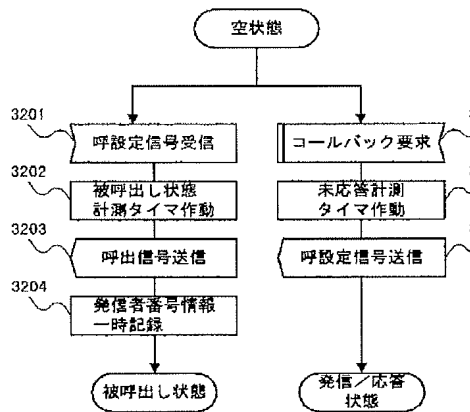 空状態
3201
呼設定信号受信
コールバック要求
3202
被呼出し状態
計測タイマ作動
未応答計測
タイマ作動
3203
呼出信号送信
呼設定信号送信
3204
発信者番号情報
一時記録
被呼出し状態
発信／応答
状態